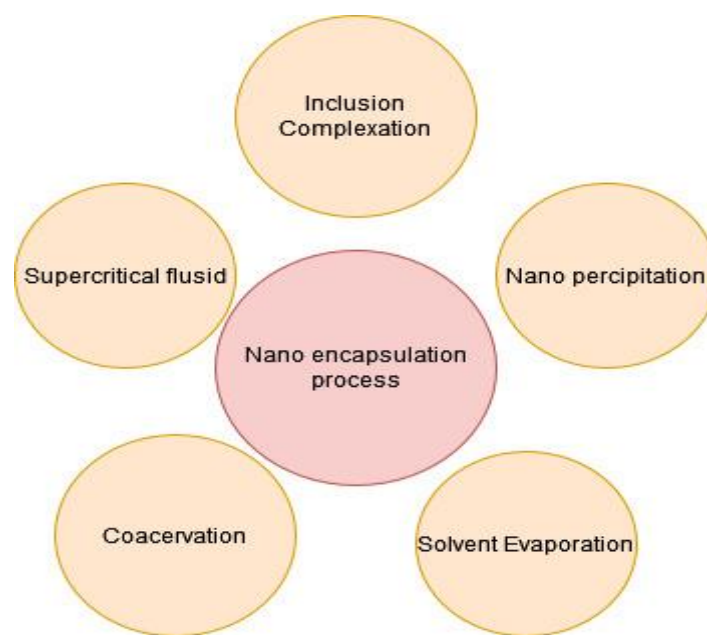 Inclusion
Complexation
Supercritical flusid
Nano percipitation
Nano encapsulation
process
Coacervation
Solvent Evaporation